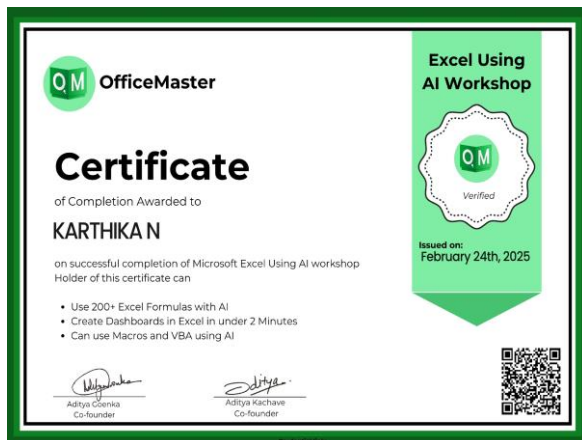 OM OfficeMaster
Certificate
of Completion Awarded to
KARTHIKA N
on successful completion of Microsoft Excel Using AI workshop
Holder of this certificate can
• Use 200+ Excel Formulas with AI
• Create Dashboards in Excel in under 2 Minutes
• Can use Macros and VBA using AI
Aditya Goenka
Co-founder
Aditya Kachave
Co-founder
Excel Using
AI Workshop
OM
Verified
Issued on:
February 24th, 2025